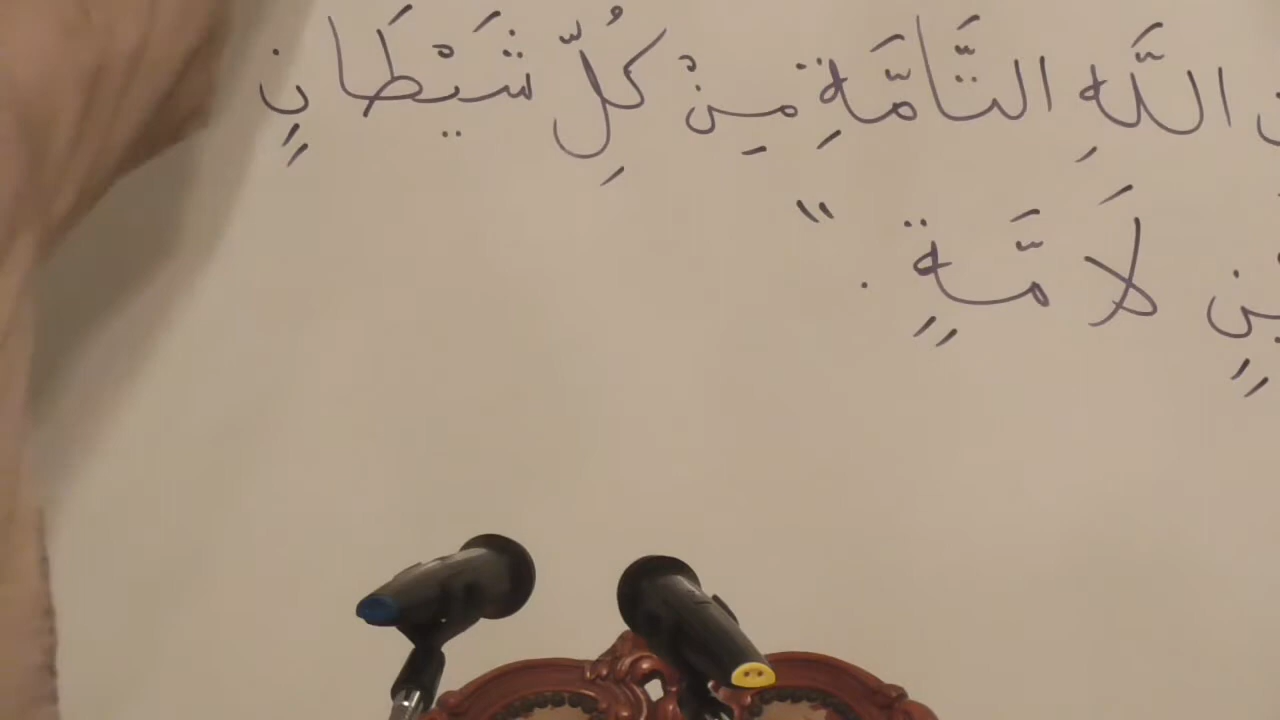 اللَّهِ التَّامَّةِ مِنْ كُلِّ شَيْطَانٍ
لَامَّةٍ ".